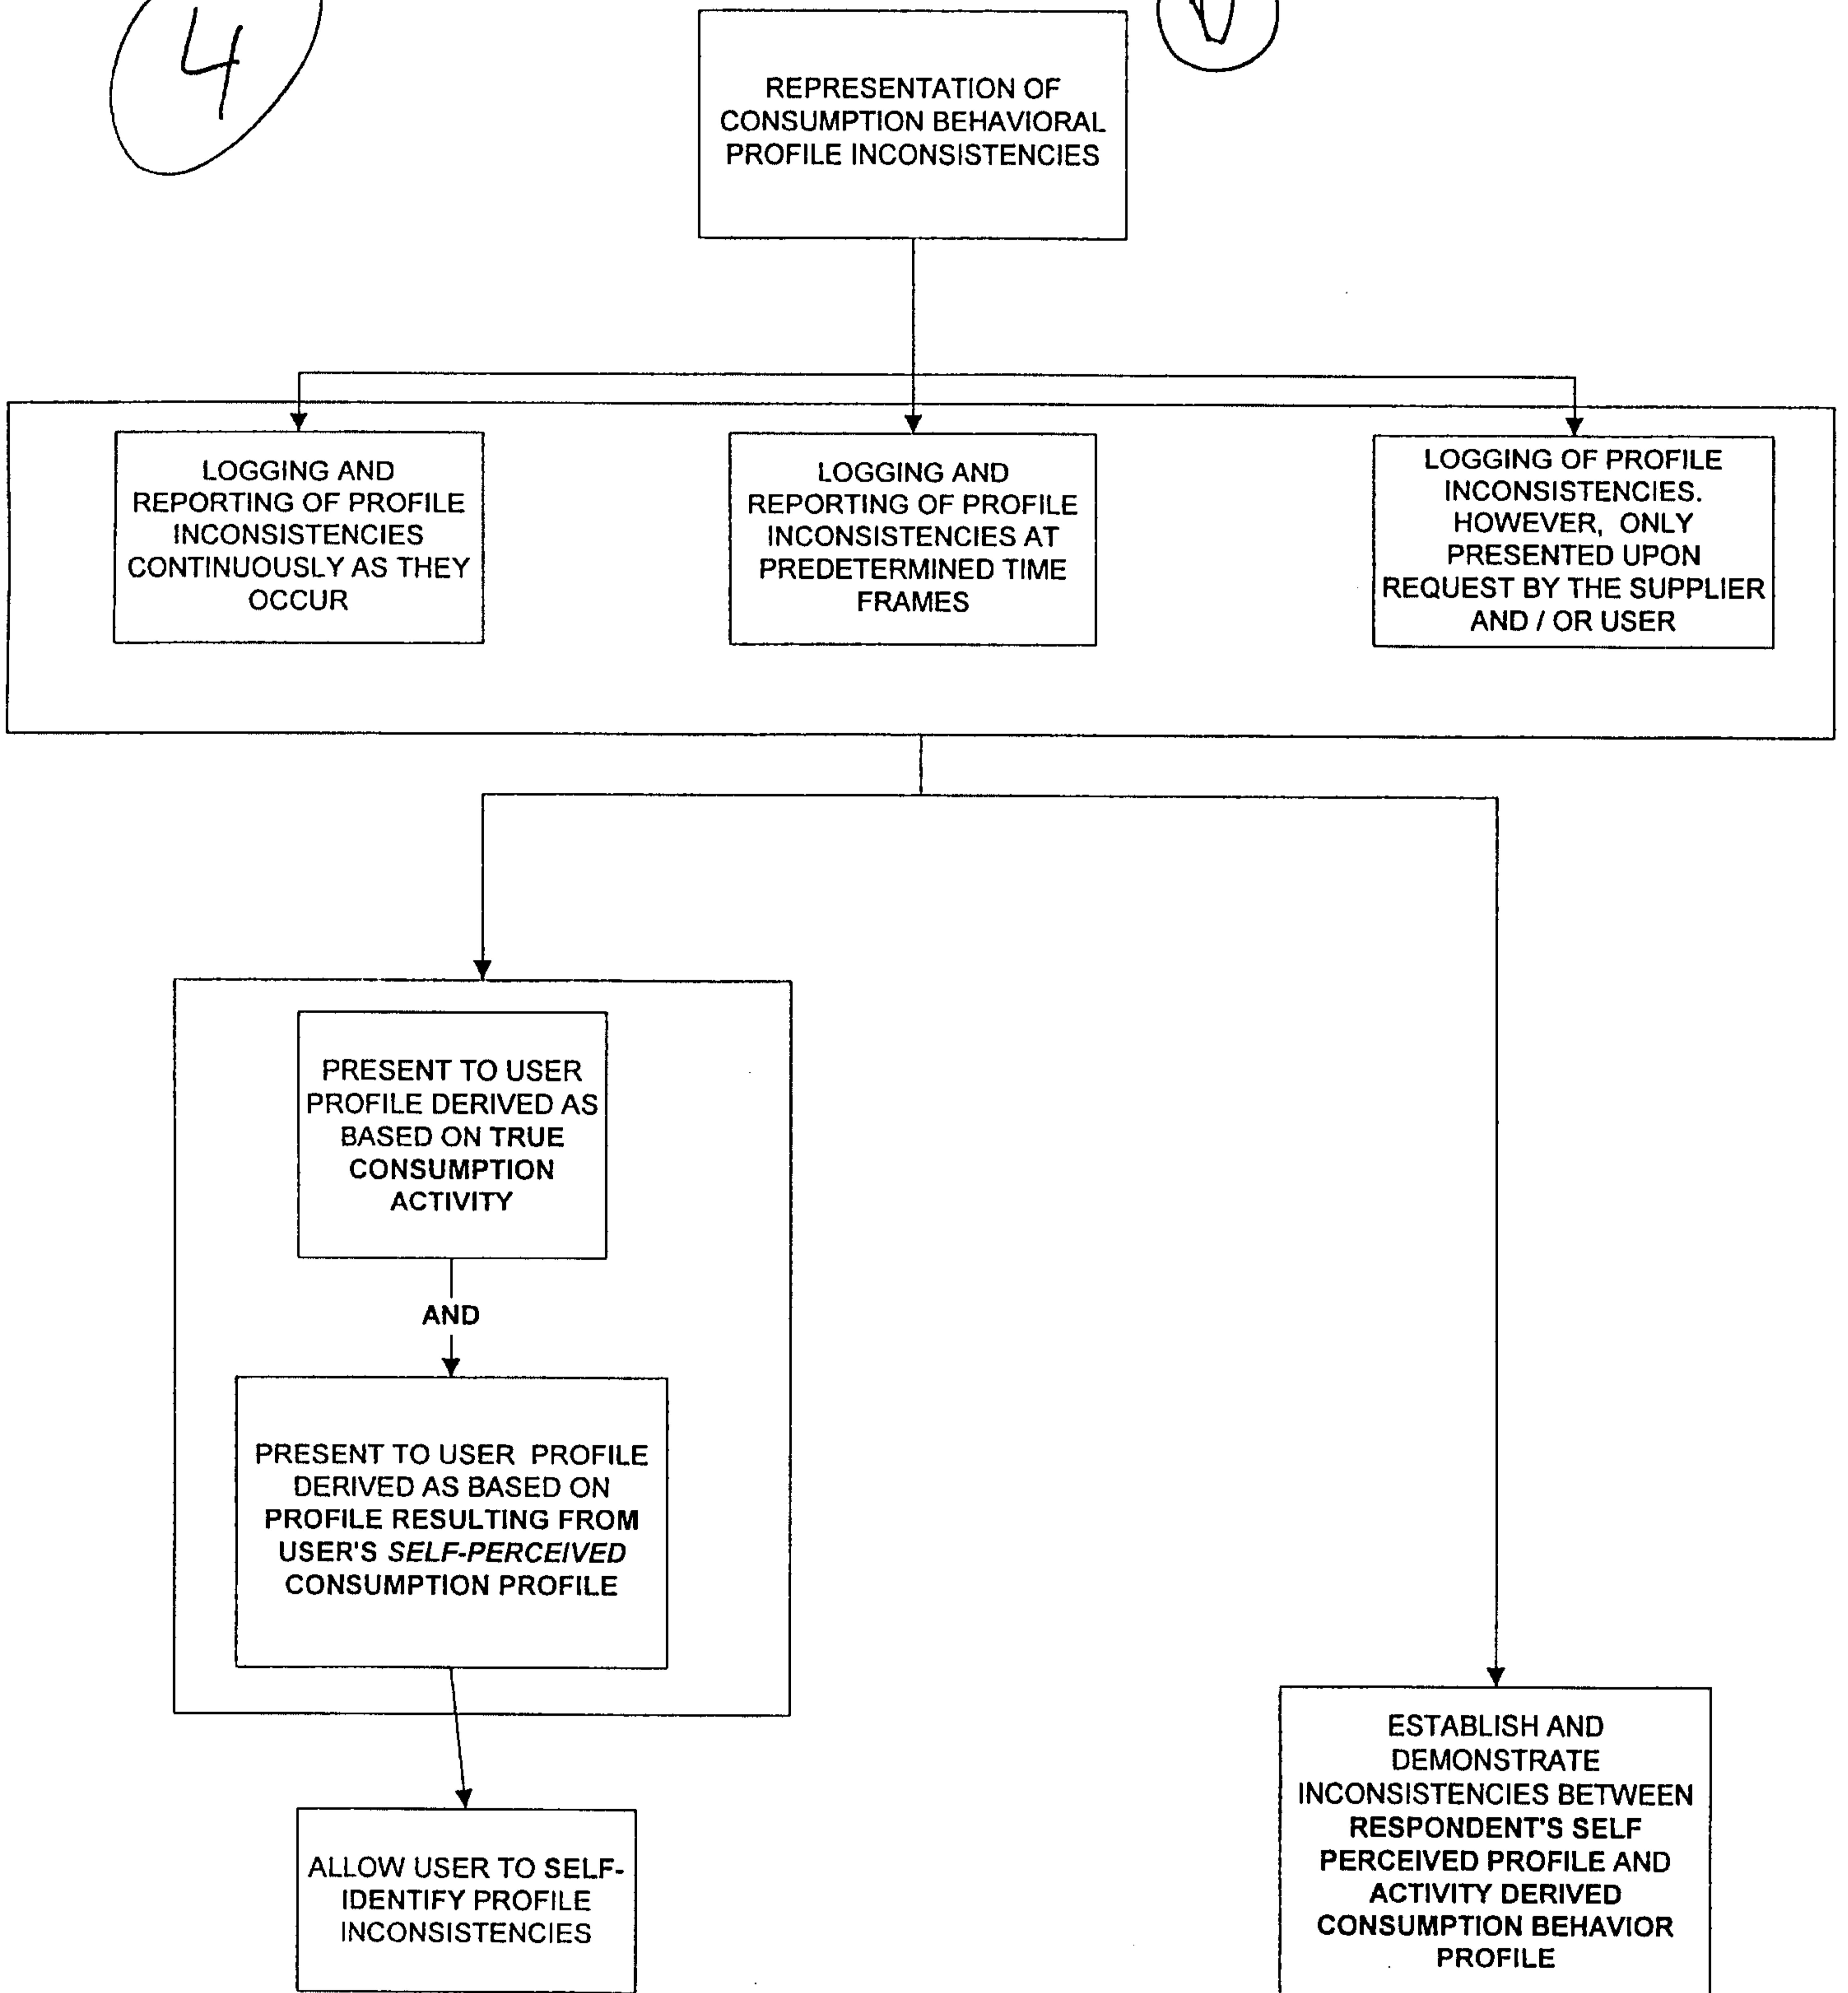 4
REPRESENTATION OF
CONSUMPTION BEHAVIORAL
PROFILE INCONSISTENCIES
LOGGING AND
REPORTING OF PROFILE
INCONSISTENCIES
CONTINUOUSLY AS THEY
OCCUR
LOGGING AND
REPORTING OF PROFILE
INCONSISTENCIES AT
PREDETERMINED TIME
FRAMES
LOGGING OF PROFILE
INCONSISTENCIES.
HOWEVER, ONLY
PRESENTED UPON
REQUEST BY THE SUPPLIER
AND / OR USER
PRESENT TO USER
PROFILE DERIVED AS
BASED ON TRUE
CONSUMPTION
ACTIVITY
AND
PRESENT TO USER PROFILE
DERIVED AS BASED ON
PROFILE RESULTING FROM
USER'S SELF-PERCEIVED
CONSUMPTION PROFILE
ALLOW USER TO SELF-
IDENTIFY PROFILE
INCONSISTENCIES
ESTABLISH AND
DEMONSTRATE
INCONSISTENCIES BETWEEN
RESPONDENT'S SELF
PERCEIVED PROFILE AND
ACTIVITY DERIVED
CONSUMPTION BEHAVIOR
PROFILE